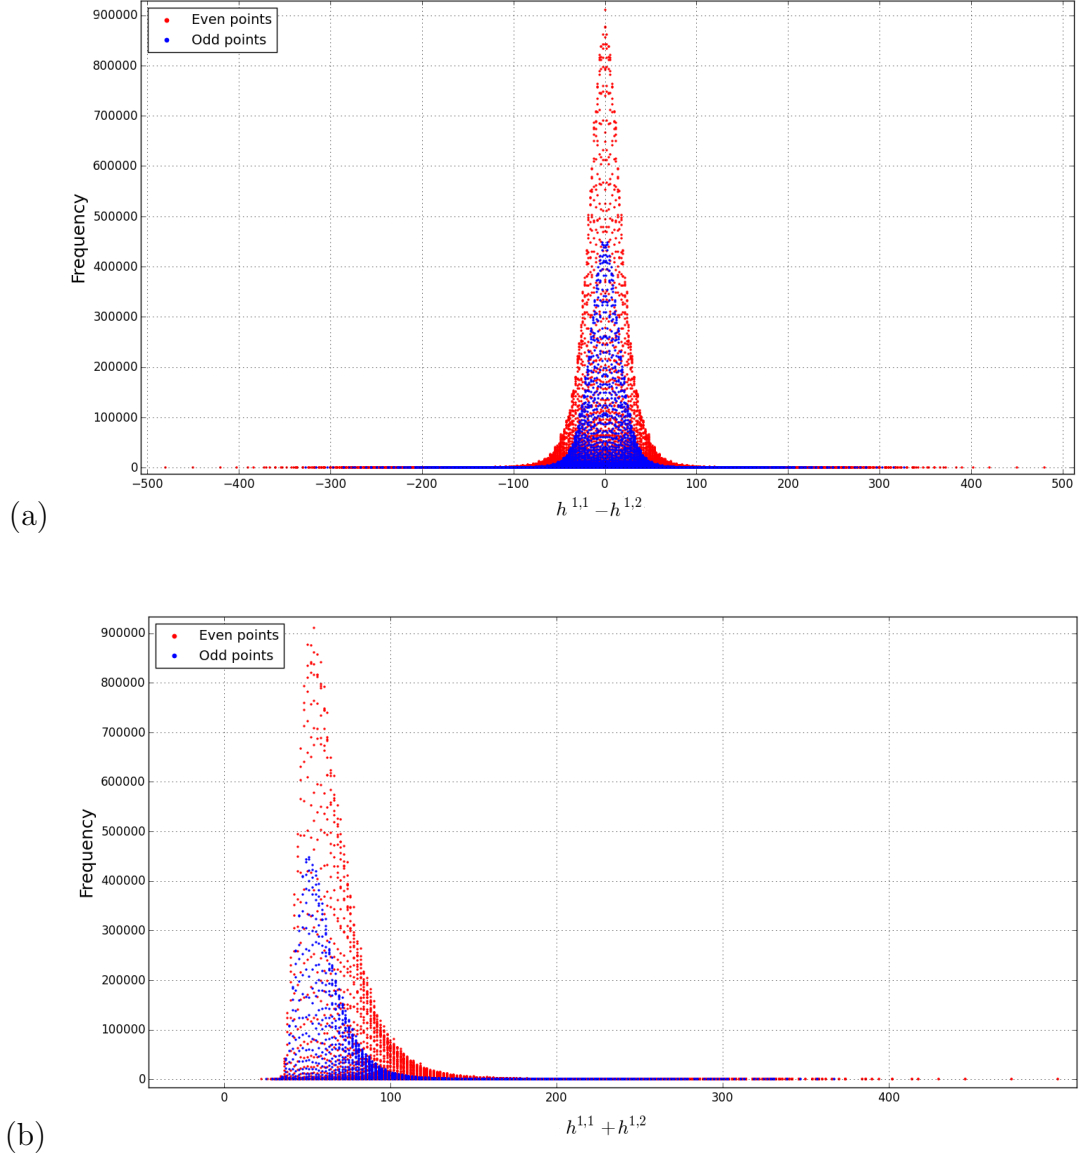 900000
Even points
Odd points
800000
700000
600000
500000
400000
300000
200000
100000
0
Frequency
−500 −400 −300 −200 −100 0 100 200 300 400 500
(a)
h^{1,1} − h^{1,2}
900000
Even points
Odd points
800000
700000
600000
500000
400000
300000
200000
100000
0
Frequency
0 100 200 300 400
(b)
h^{1,1} + h^{1,2}